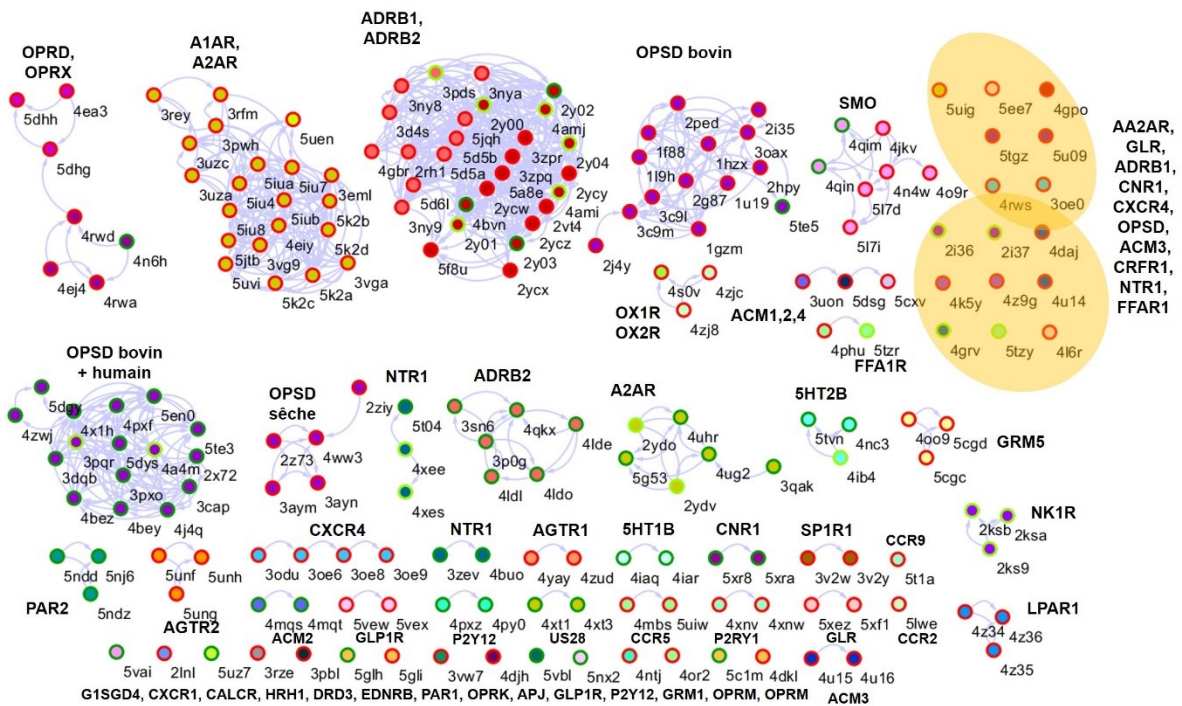 OPRD,
OPRX
5dhh 4ea3
5dhg
4rwd 4n6h
4ej4 4rwa
A1AR,
A2AR
3rey 3rfm
5uen
3pwh
3uzc
5iua 5iu7 3eml
3uza 5iu4
5iub 5k2b
5iu8 4eiy 5k2d
5jtb 3vg9 3vga
5uvi 5k2c 5k2a
ADRB1,
ADRB2
3pds 3nya
3ny8 2y02
3d4s 5jqh 2y00 4amj
5d5b 3zpr 2y04
4gbr 2rh1 5d5a 3zpq
5d6l 5a8e 2ycy
2ycw 4ami
3ny9 4bvn 2vt4
2y01 2ycz
5f8u 2y03
2ycx
OPSD bovin
2ped 2i35
1f88 1hzx 3oax
1l9h 2hpy
2g87 1u19
3c9l 5te5
3c9m
2j4y 1gzm
SMO
4qim 4jkv
4qin 4n4w 4o9r
5l7d
5l7i
OX1R
OX2R
4s0v 4zjc
4zj8
ACM1,2,4
3uon 5dsg 5cxv
4phu 5tzr
FFA1R
5uig 5ee7 4gpo
5tgz 5u09
4rws 3oe0
2i36 2i37 4daj
4k5y 4z9g 4u14
4grv 5tzy 4l6r
AA2AR,
GLR,
ADRB1,
CNR1,
CXCR4,
OPSD,
ACM3,
CRFR1,
NTR1,
FFAR1
OPSD bovin
+ humain
5dgy
4zwj 4x1h 4pxf 5en0
3pqr 5dys 5te3
3dqb 4a4m 2x72
3pxo 3cap
4bez 4bey 4j4q
OPSD
sêche
2z73 4ww3
3aym 3ayn
NTR1
2ziy
5t04
4xee
4xes
ADRB2
3sn6 4qkx 4lde
3p0g
4ldl 4ldo
A2AR
2ydo 4uhr
5g53 4ug2
2ydv 3qak
5HT2B
5tvn 4nc3
4ib4
4oo9 5cgd
5cgc
GRM5
NK1R
2ksb 2ksa
2ks9
5ndd 5nj6
PAR2 5ndz
5unf 5unh
5ung
AGTR2
CXCR4
3odu 3oe6 3oe8 3oe9
NTR1
3zev 4buo
AGTR1
4yay 4zud
5HT1B
4iaq 4iar
CNR1
5xr8 5xra
SP1R1
3v2w 3v2y
CCR9
5t1a
4mqs 4mqt
ACM2
5vew 5vex
GLP1R
4pxz 4py0
P2Y12
4xt1 4xt3
US28
4mbs 5uiw
CCR5
4xnv 4xnw
P2RY1
5xez 5xf1
GLR
5lwe
CCR2
LPAR1
4z34 4z36
4z35
5vai 2lnl 5uz7 3rze 3pbl 5glh 5gli 3vw7 4djh 5vbl 5nx2 4ntj 4or2 5c1m 4dkl 4u15 4u16
G1SGD4, CXCR1, CALCR, HRH1, DRD3, EDNRB, PAR1, OPRK, APJ, GLP1R, P2Y12, GRM1, OPRM, OPRM
ACM3